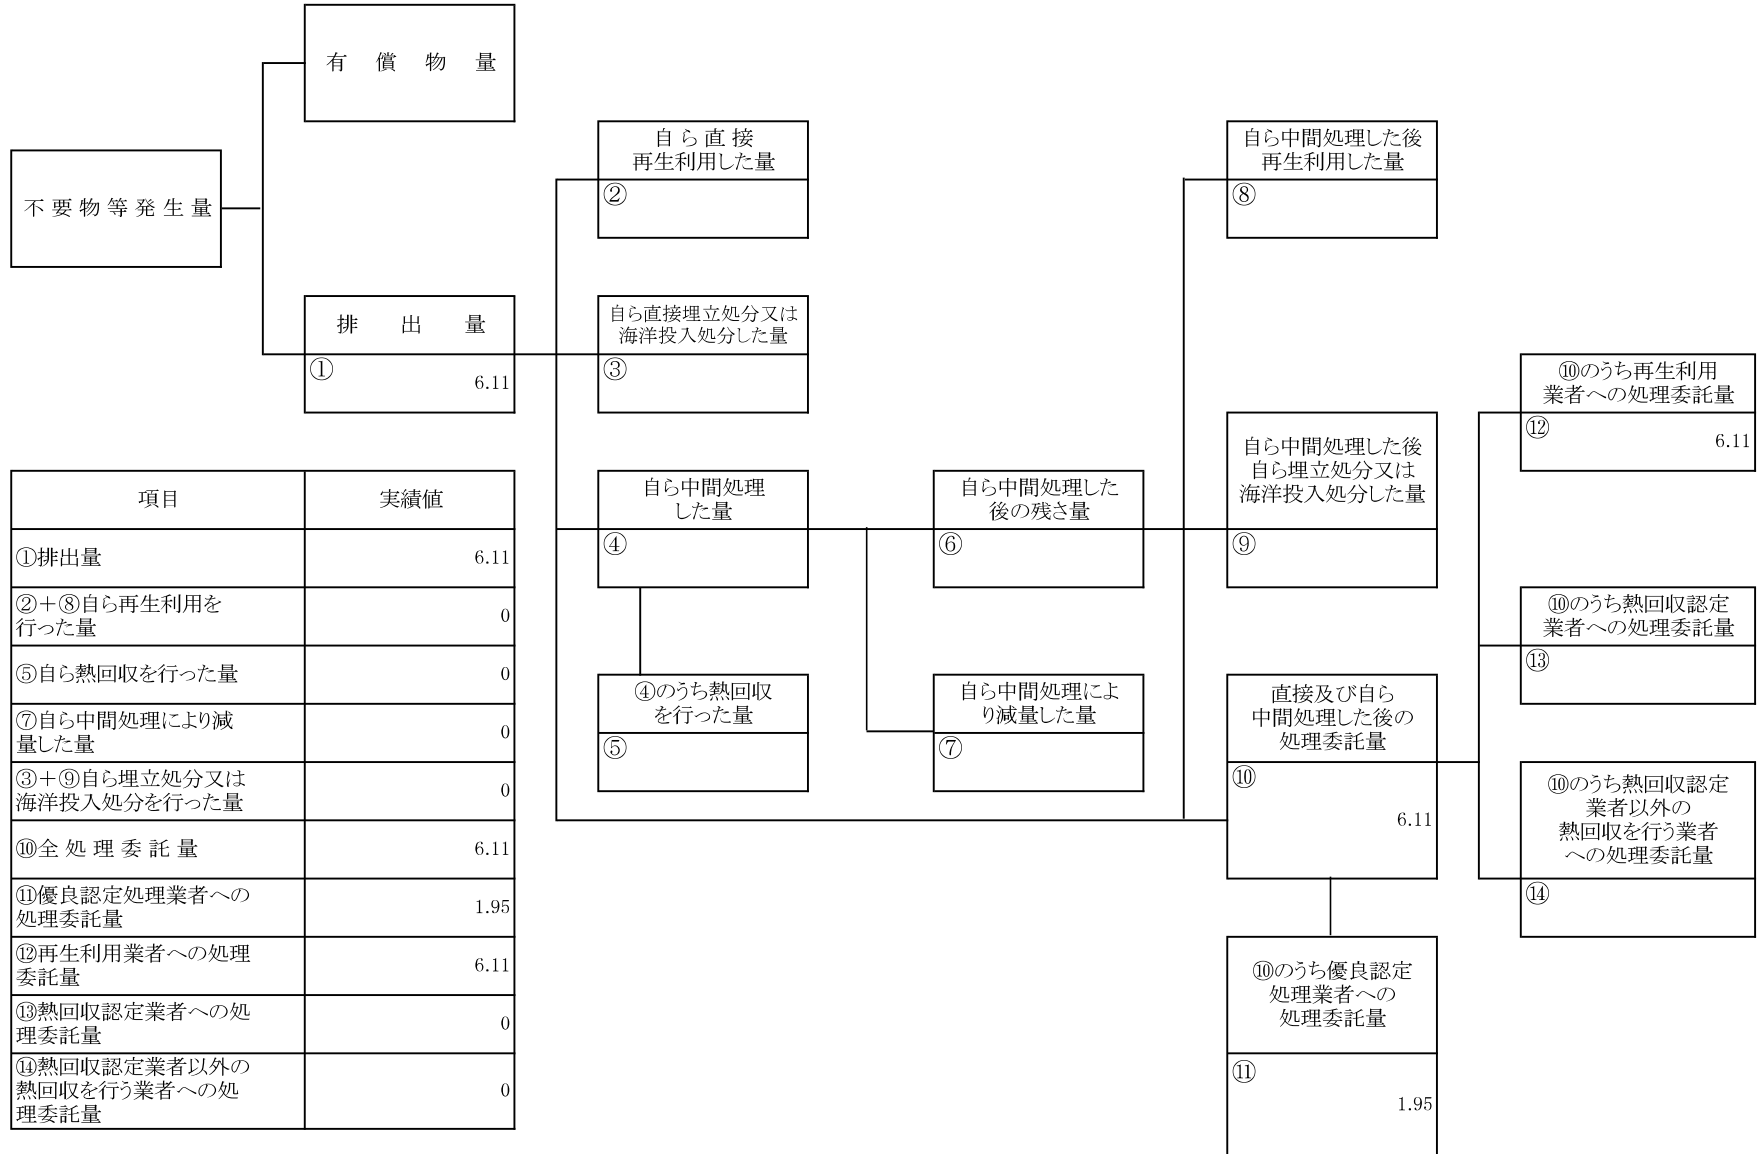 有償物量
不要物等発生量
排出量
①
6.11
自ら直接
再生利用した量
②
自ら直接埋立処分又は
海洋投入処分した量
③
自ら中間処理
した量
④
④のうち熱回収
を行った量
⑤
自ら中間処理した
後の残さ量
⑥
自ら中間処理によ
り減量した量
⑦
自ら中間処理した後
再生利用した量
⑧
自ら中間処理した後
自ら埋立処分又は
海洋投入処分した量
⑨
直接及び自ら
中間処理した後の
処理委託量
⑩
6.11
⑩のうち優良認定
処理業者への
処理委託量
⑪
1.95
⑩のうち再生利用
業者への処理委託量
⑫
6.11
⑩のうち熱回収認定
業者への処理委託量
⑬
⑩のうち熱回収認定
業者以外の
熱回収を行う業者
への処理委託量
⑭
項目 実績値
①排出量 6.11
②＋⑧自ら再生利用を
行った量 0
⑤自ら熱回収を行った量 0
⑦自ら中間処理により減
量した量 0
③＋⑨自ら埋立処分又は
海洋投入処分を行った量 0
⑩全処理委託量 6.11
⑪優良認定処理業者への
処理委託量 1.95
⑫再生利用業者への処理
委託量 6.11
⑬熱回収認定業者への処
理委託量 0
⑭熱回収認定業者以外の
熱回収を行う業者への処
理委託量 0